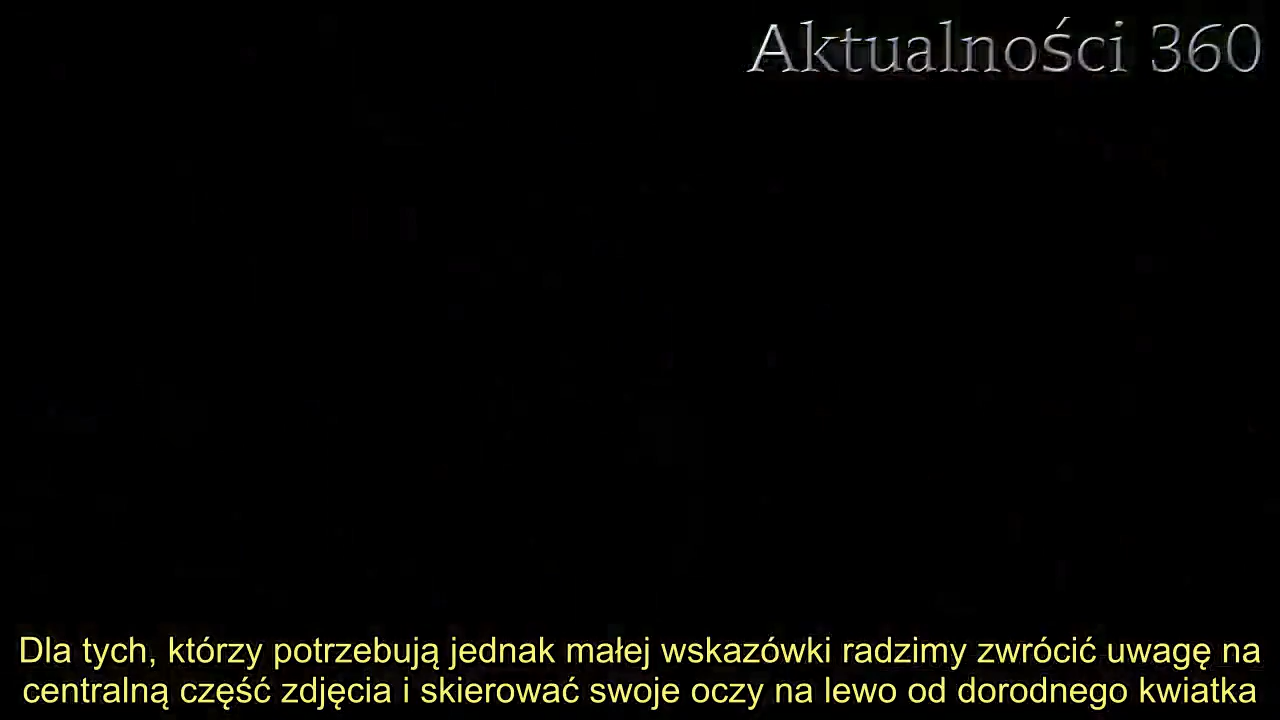 Aktualności 360
Dla tych, którzy potrzebują jednak małej wskazówki radzimy zwrócić uwagę na
centralną część zdjęcia i skierować swoje oczy na lewo od dorodnego kwiatka